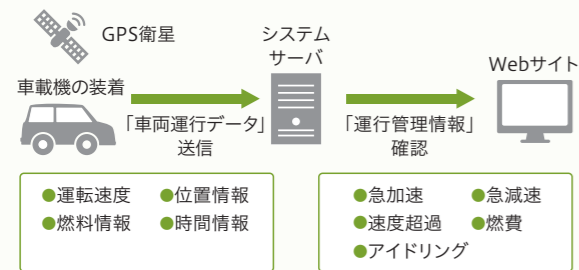 GPS衛星
車載機の装着
「車両運行データ」
送信
システム
サーバ
「運行管理情報」
確認
Webサイト
●運転速度 ●位置情報
●燃料情報 ●時間情報
●急加速 ●急減速
●速度超過 ●燃費
●アイドリング